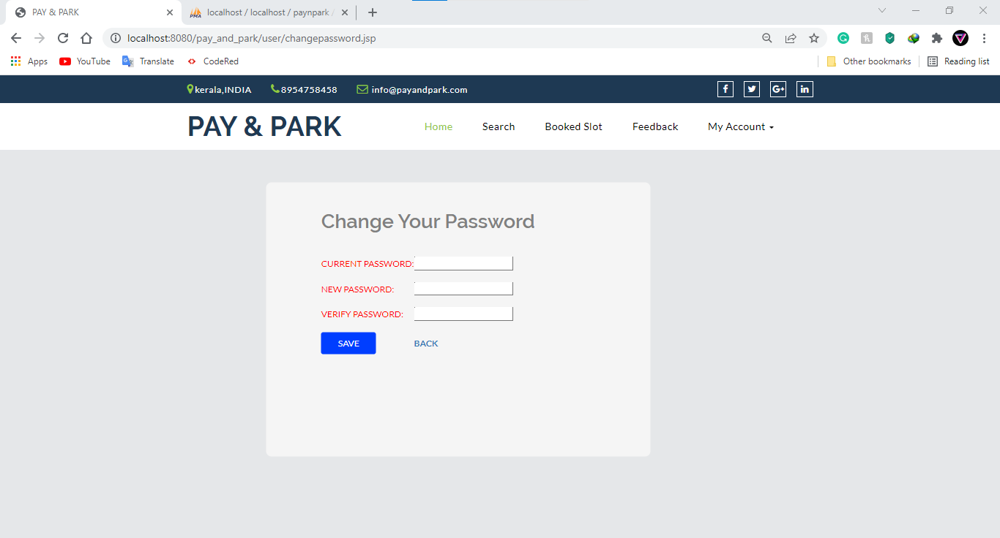 PAY & PARK
localhost / localhost / paynpark /
localhost:8080/pay_and_park/user/changepassword.jsp
Apps YouTube Translate CodeRed Other bookmarks Reading list
kerala,INDIA 8954758458 info@payandpark.com
PAY & PARK Home Search Booked Slot Feedback My Account
Change Your Password
CURRENT PASSWORD:
NEW PASSWORD:
VERIFY PASSWORD:
SAVE BACK